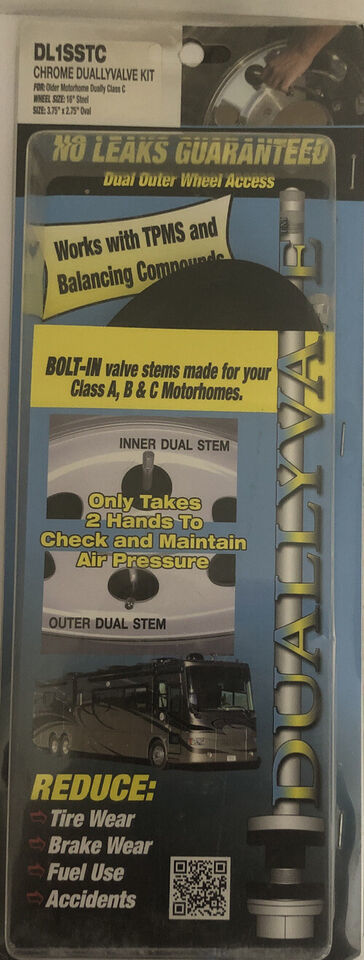 DL1SSTC
CHROME DUALLYVALVE KIT
FOR: Older Motorhome Dually Class C
WHEEL SIZE: 16" Steel
SIZE: 3.75" x 2.75" Oval
NO LEAKS GUARANTEED
Dual Outer Wheel Access
Works with TPMS and
Balancing Compounds
BOLT-IN valve stems made for your
Class A, B & C Motorhomes.
INNER DUAL STEM
Only Takes
2 Hands To
Check and Maintain
Air Pressure
OUTER DUAL STEM
DUALLYVALVE
REDUCE:
Tire Wear
Brake Wear
Fuel Use
Accidents